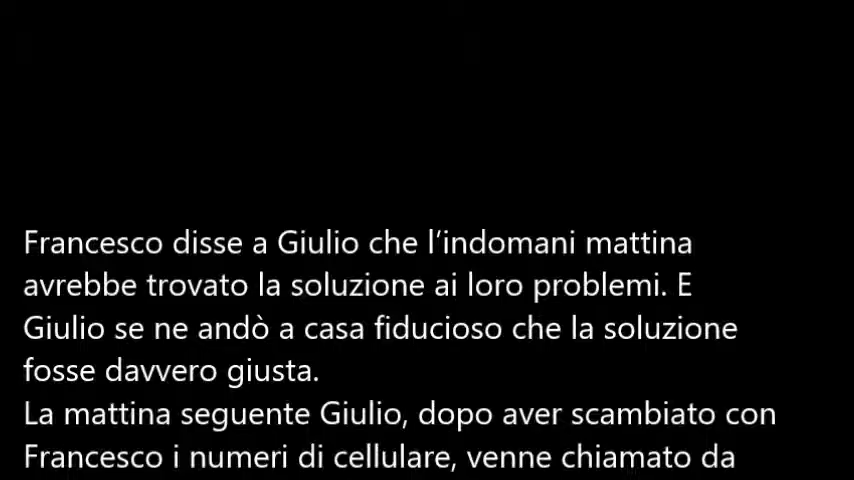 Francesco disse a Giulio che l’indomani mattina
avrebbe trovato la soluzione ai loro problemi. E
Giulio se ne andò a casa fiducioso che la soluzione
fosse davvero giusta.
La mattina seguente Giulio, dopo aver scambiato con
Francesco i numeri di cellulare, venne chiamato da